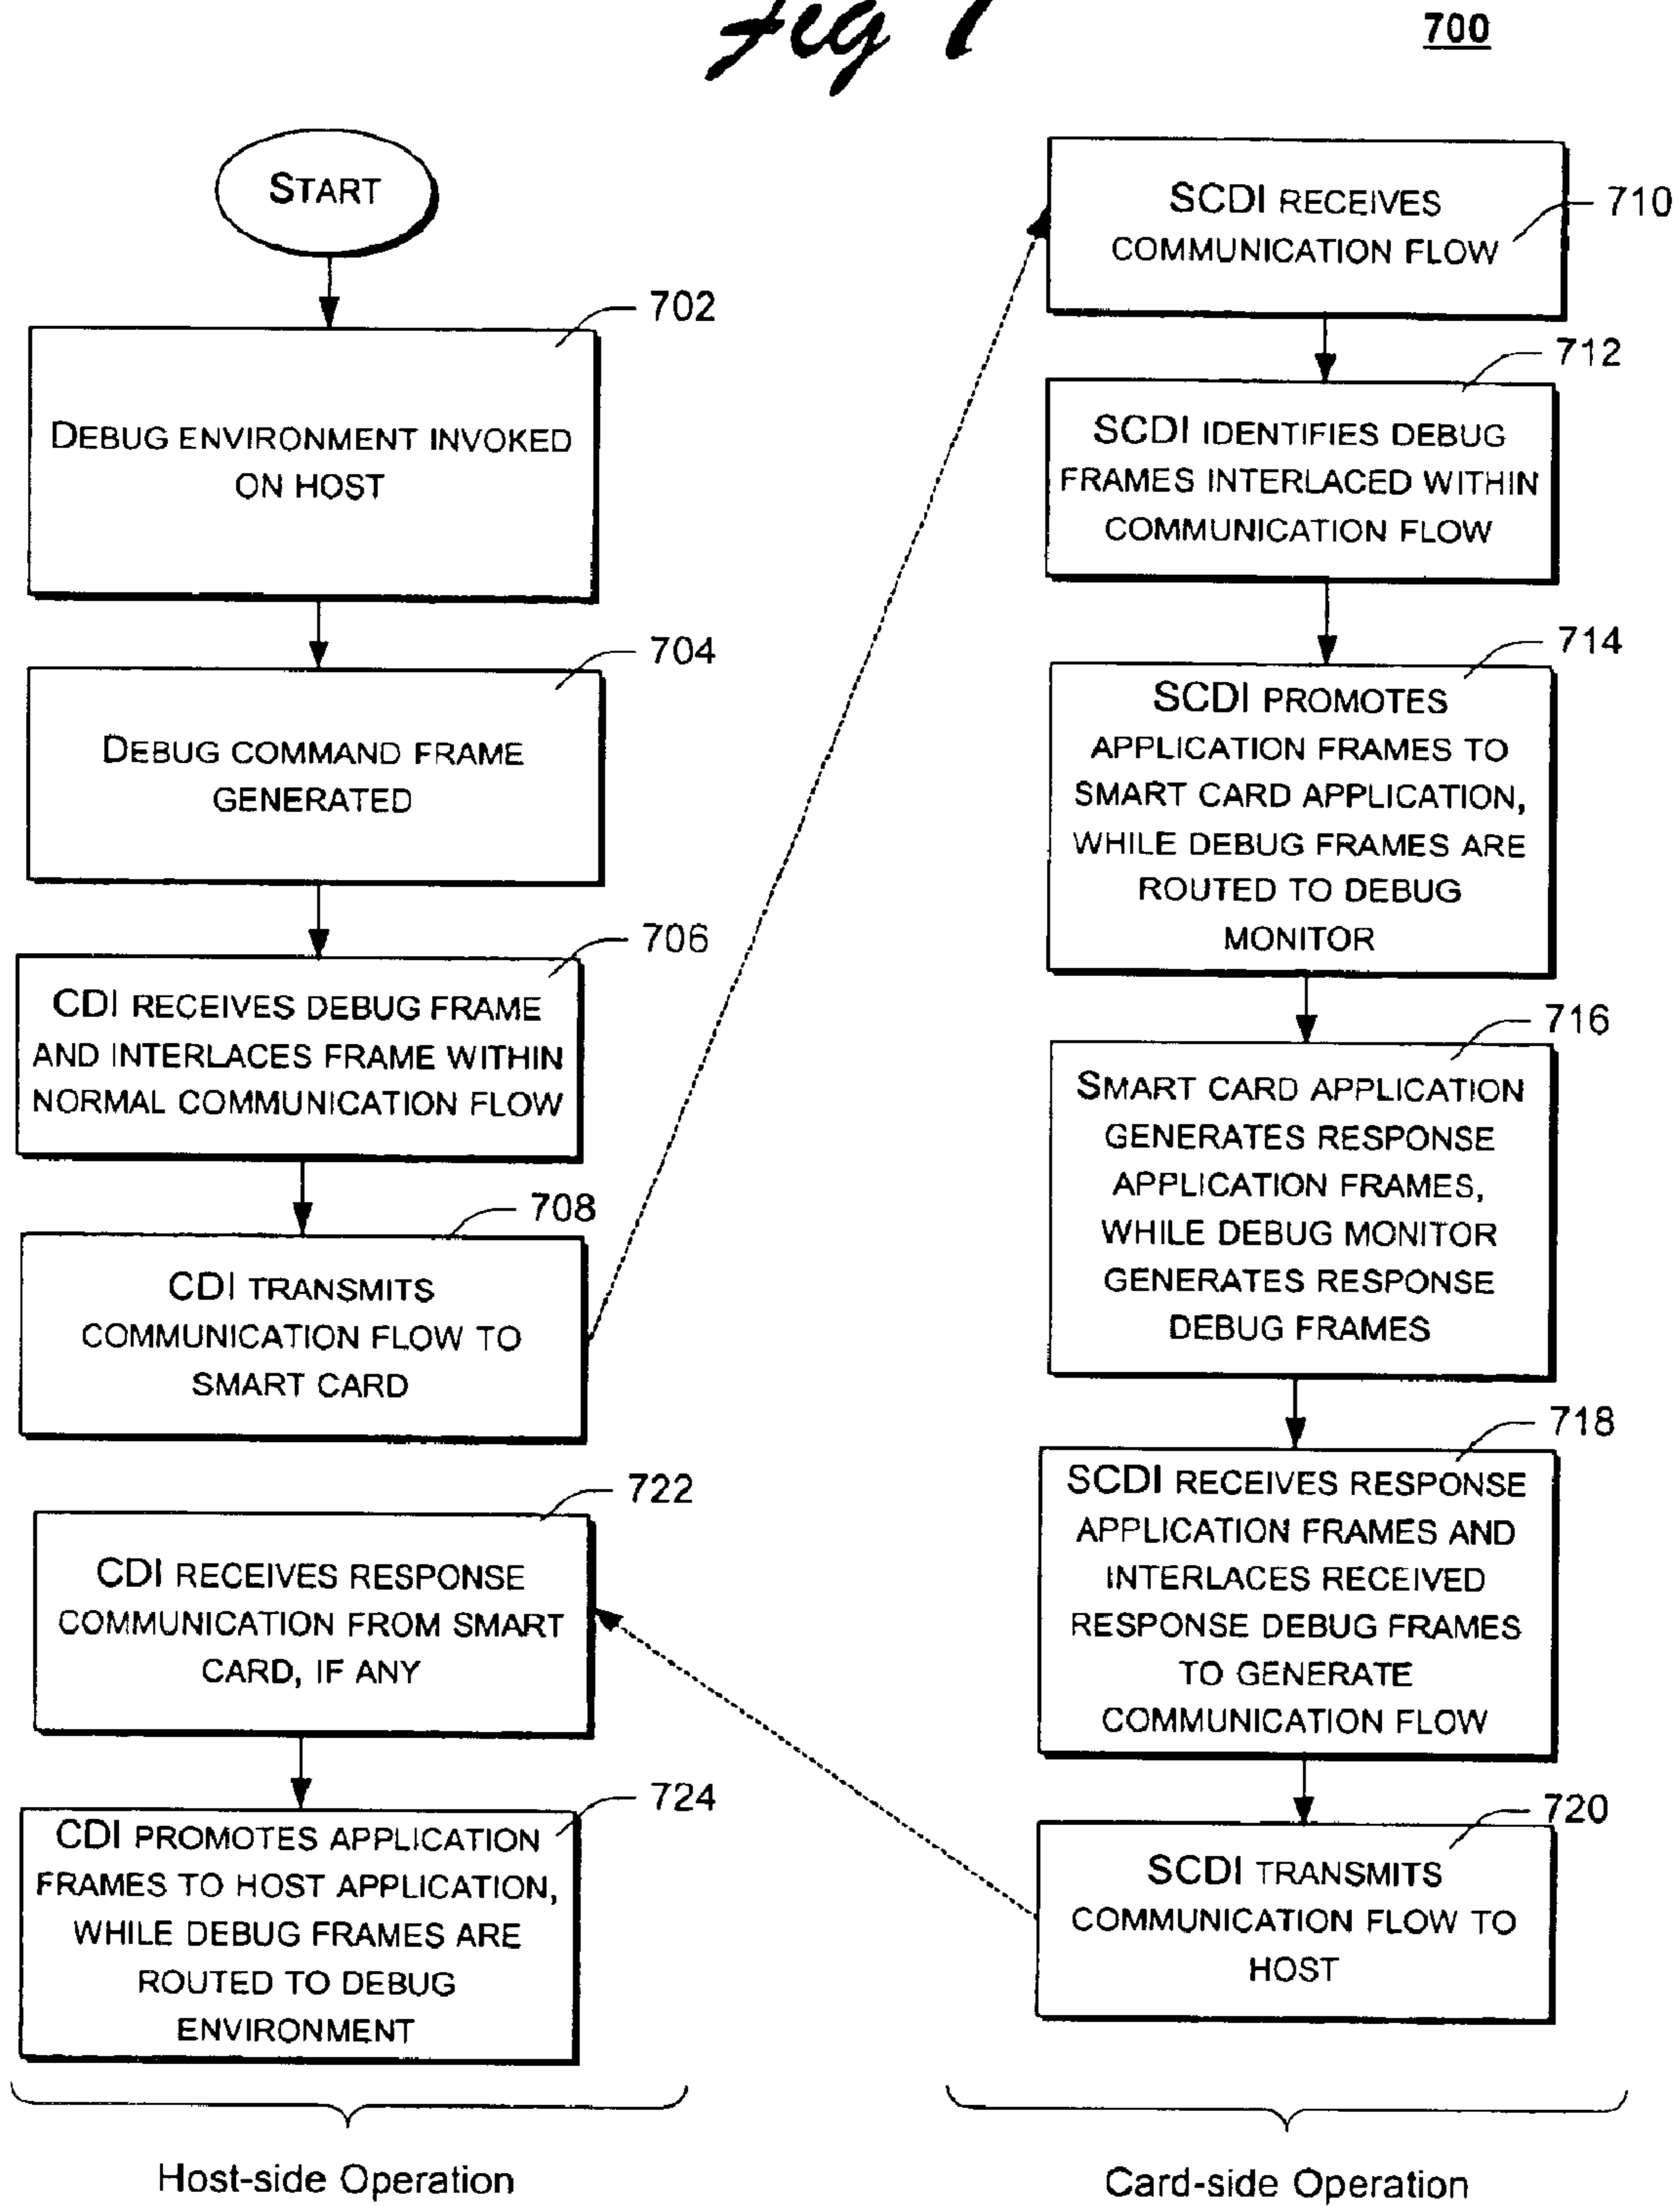 Fig 7
700
START
702
DEBUG ENVIRONMENT INVOKED
ON HOST
704
DEBUG COMMAND FRAME
GENERATED
706
CDI RECEIVES DEBUG FRAME
AND INTERLACES FRAME WITHIN
NORMAL COMMUNICATION FLOW
708
CDI TRANSMITS
COMMUNICATION FLOW TO
SMART CARD
722
CDI RECEIVES RESPONSE
COMMUNICATION FROM SMART
CARD, IF ANY
724
CDI PROMOTES APPLICATION
FRAMES TO HOST APPLICATION,
WHILE DEBUG FRAMES ARE
ROUTED TO DEBUG
ENVIRONMENT
Host-side Operation
SCDI RECEIVES
COMMUNICATION FLOW
710
712
SCDI IDENTIFIES DEBUG
FRAMES INTERLACED WITHIN
COMMUNICATION FLOW
714
SCDI PROMOTES
APPLICATION FRAMES TO
SMART CARD APPLICATION,
WHILE DEBUG FRAMES ARE
ROUTED TO DEBUG
MONITOR
716
SMART CARD APPLICATION
GENERATES RESPONSE
APPLICATION FRAMES,
WHILE DEBUG MONITOR
GENERATES RESPONSE
DEBUG FRAMES
718
SCDI RECEIVES RESPONSE
APPLICATION FRAMES AND
INTERLACES RECEIVED
RESPONSE DEBUG FRAMES
TO GENERATE
COMMUNICATION FLOW
720
SCDI TRANSMITS
COMMUNICATION FLOW TO
HOST
Card-side Operation